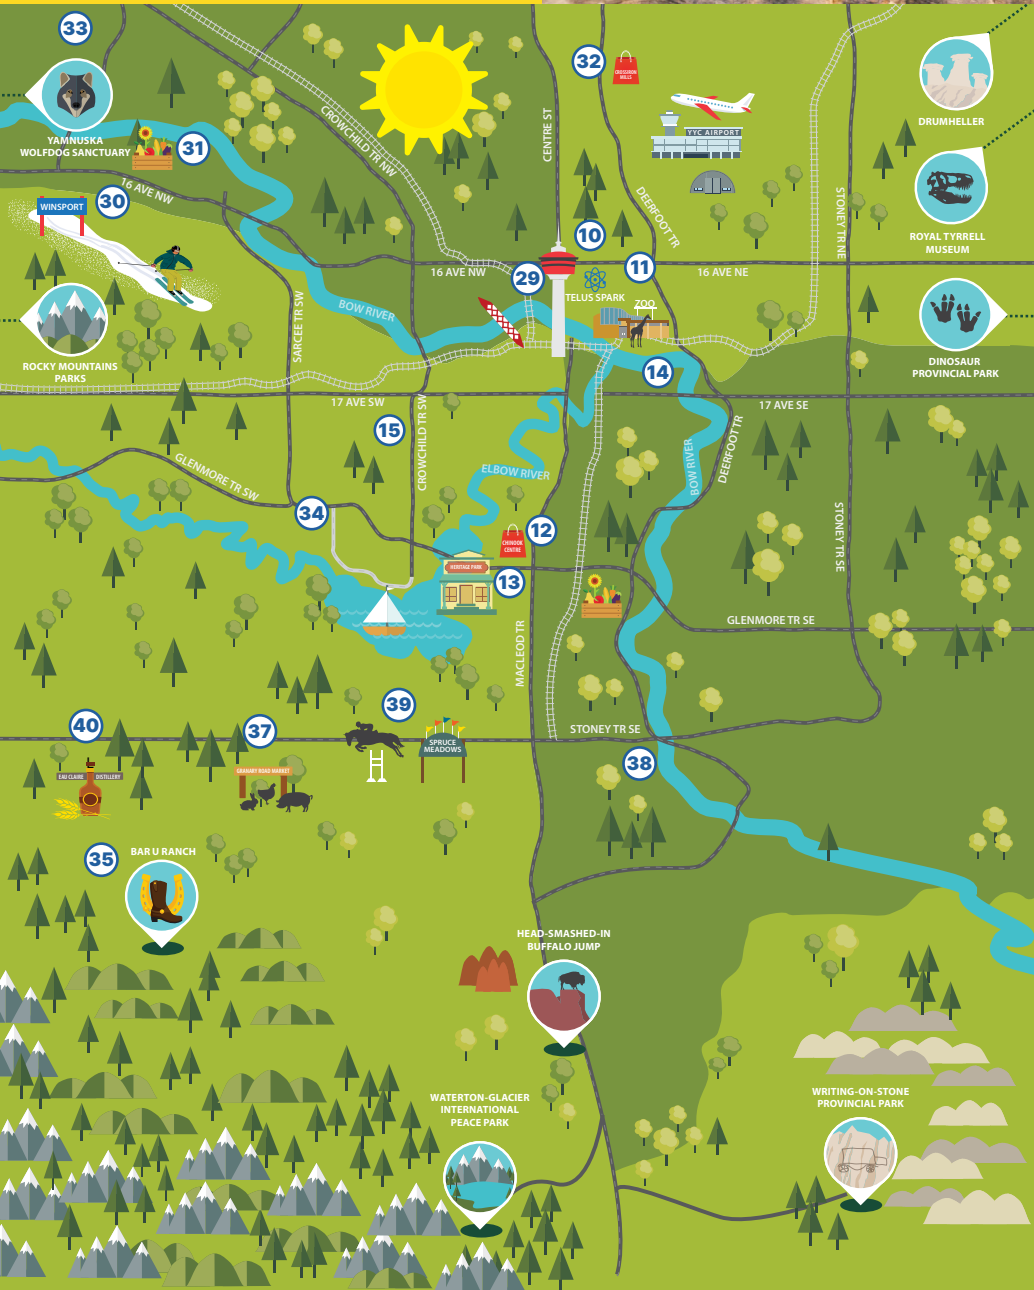 33
32
CROSSIRON
MILLS
DRUMHELLER
YAMNUSKA
WOLFDOG SANCTUARY
31
CROWCHILD TR NW
CENTRE ST
YYC AIRPORT
16 AVE NW
30
WINSPORT
DEERFOOT TR
STONEY TR NE
ROYAL TYRRELL
MUSEUM
10
11
29
16 AVE NW
16 AVE NE
TELUS SPARK
ZOO
BOW RIVER
SARCEE TR SW
ROCKY MOUNTAINS
PARKS
DINOSAUR
PROVINCIAL PARK
14
17 AVE SW
17 AVE SE
15
CROWCHILD TR SW
ELBOW RIVER
BOW RIVER
DEERFOOT TR
GLENMORE TR SW
34
12
CHINOOK
CENTRE
STONEY TR SE
HERITAGE PARK
13
GLENMORE TR SE
MACLEOD TR
39
40
37
STONEY TR SE
SPRUCE
MEADOWS
38
EAU CLAIRE DISTILLERY
GRANARY ROAD MARKET
35
BAR U RANCH
HEAD-SMASHED-IN
BUFFALO JUMP
WATERTON-GLACIER
INTERNATIONAL
PEACE PARK
WRITING-ON-STONE
PROVINCIAL PARK